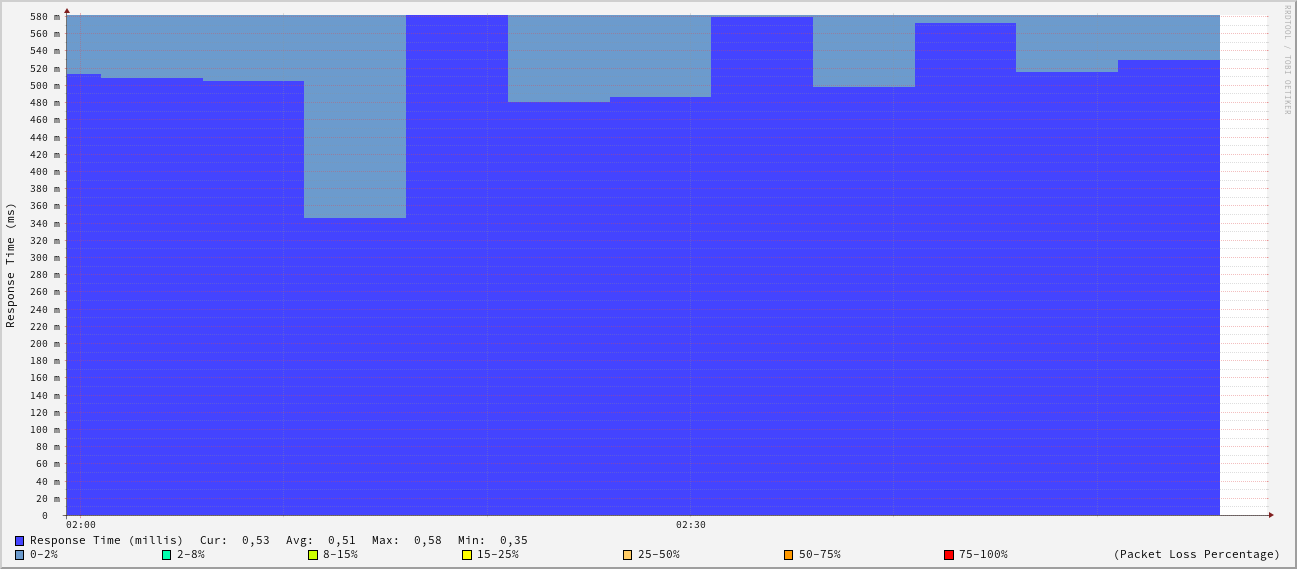 RRDTOOL / TOBI OETIKER
Response Time (ms)
580 m
560 m
540 m
520 m
500 m
480 m
460 m
440 m
420 m
400 m
380 m
360 m
340 m
320 m
300 m
280 m
260 m
240 m
220 m
200 m
180 m
160 m
140 m
120 m
100 m
80 m
60 m
40 m
20 m
0
02:00 02:30
Response Time (millis) Cur: 0,53 Avg: 0,51 Max: 0,58 Min: 0,35
0-2% 2-8% 8-15% 15-25% 25-50% 50-75% 75-100% (Packet Loss Percentage)